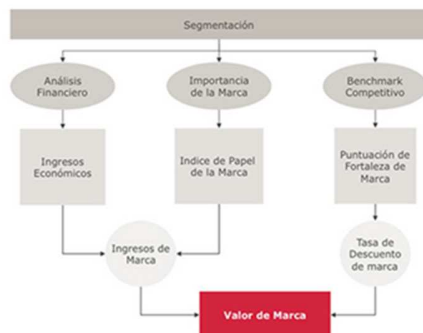 Segmentación
Análisis
Financiero
Importancia
de la Marca
Benchmark
Competitivo
Ingresos
Económicos
Indice de Papel
de la Marca
Puntuación de
Fortaleza de
Marca
Ingresos de
Marca
Tasa de
Descuento
de marca
Valor de Marca